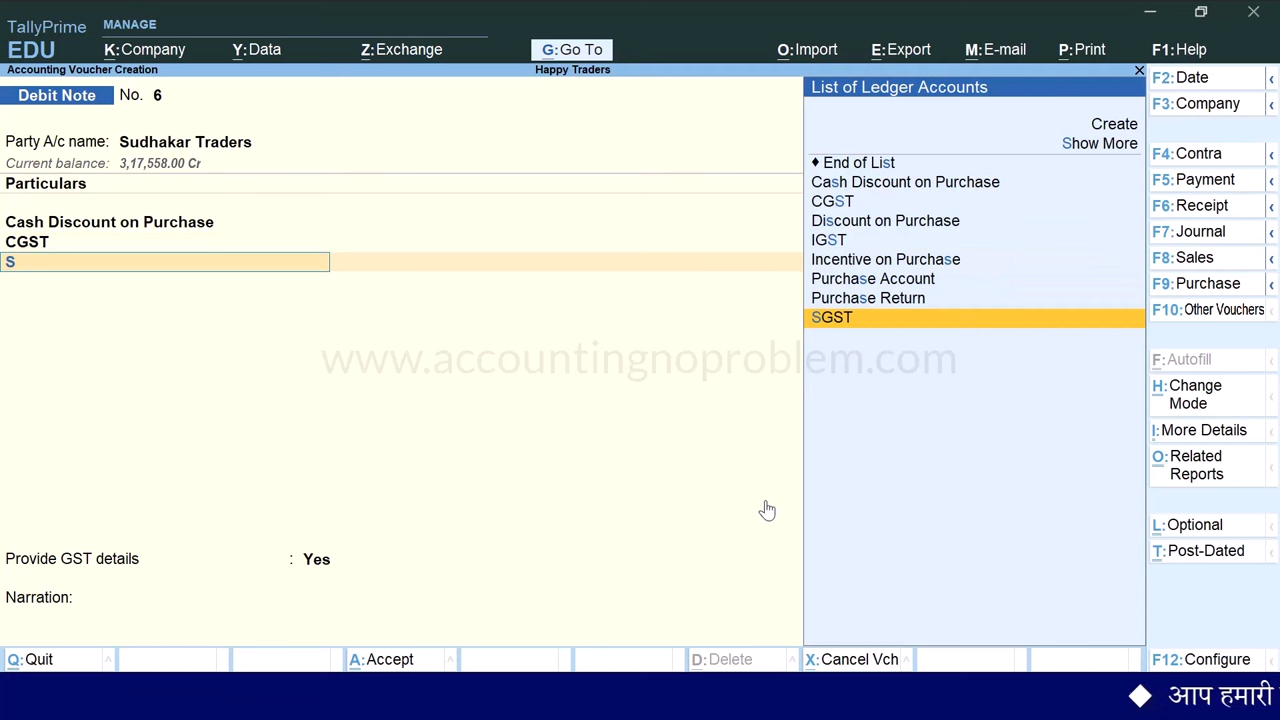 TallyPrime
EDU
MANAGE
K:Company
Y:Data
Z:Exchange
G:Go To
O:Import
E:Export
M:E-mail
P:Print
F1:Help
Accounting Voucher Creation
Happy Traders
Debit Note No. 6
Party A/c name: Sudhakar Traders
Current balance: 3,17,558.00 Cr
Particulars
Cash Discount on Purchase
CGST
S
Provide GST details : Yes
Narration:
List of Ledger Accounts
Create
Show More
♦ End of List
Cash Discount on Purchase
CGST
Discount on Purchase
IGST
Incentive on Purchase
Purchase Account
Purchase Return
SGST
www.accountingnoproblem.com
F2:Date
F3:Company
F4:Contra
F5:Payment
F6:Receipt
F7:Journal
F8:Sales
F9:Purchase
F10:Other Vouchers
F:Autofill
H:Change
Mode
I:More Details
O:Related
Reports
L:Optional
T:Post-Dated
Q:Quit
A:Accept
D:Delete
X:Cancel Vch
F12:Configure
◆ आप हमारी